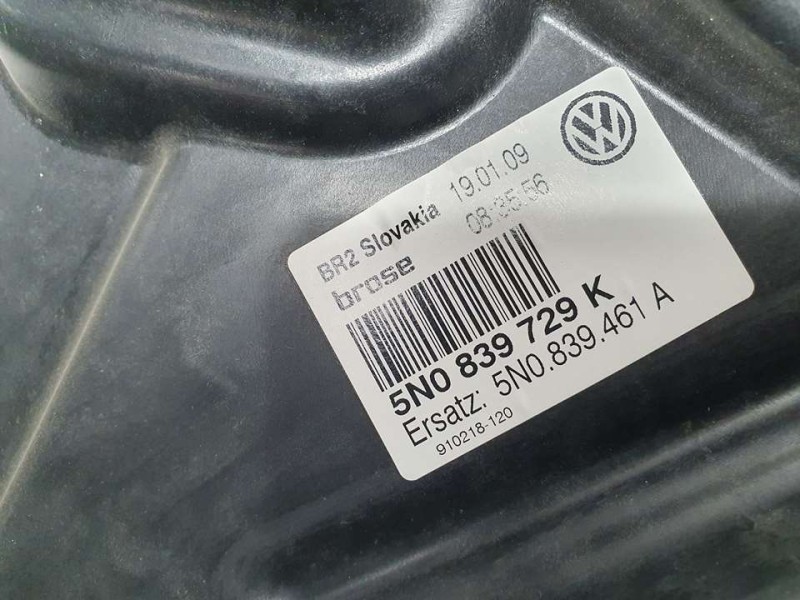 BR2 Slovakia 19.01.09
08:35:56
brose
5N0 839 729 K
Ersatz: 5N0.839.461 A
910218-120